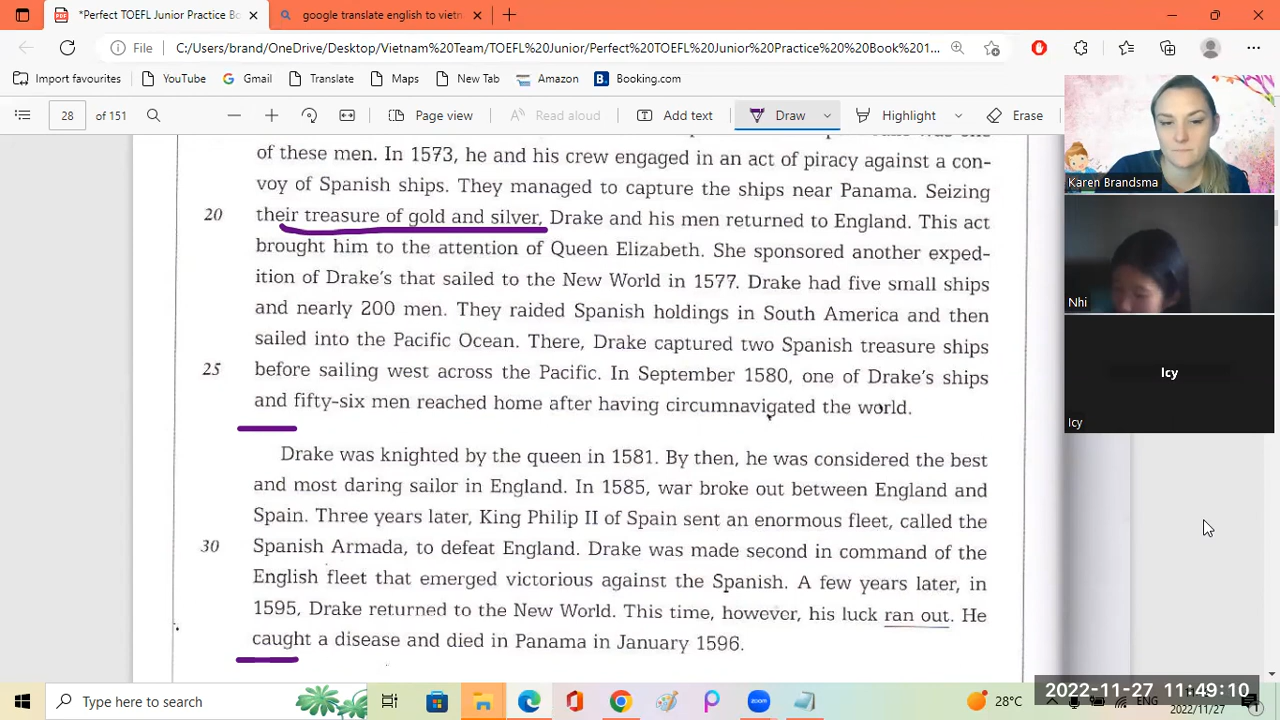 *Perfect TOEFL Junior Practice Bo
google translate english to vietn
File
C:/Users/brand/OneDrive/Desktop/Vietnam%20Team/TOEFL%20Junior/Perfect%20TOEFL%20Junior%20Practice%20%20Book%201...
Import favourites
YouTube
Gmail
Translate
Maps
New Tab
Amazon
Booking.com
28 of 151
Page view
Read aloud
Add text
Draw
Highlight
Erase
of these men. In 1573, he and his crew engaged in an act of piracy against a con-
voy of Spanish ships. They managed to capture the ships near Panama. Seizing
20 their treasure of gold and silver, Drake and his men returned to England. This act
brought him to the attention of Queen Elizabeth. She sponsored another exped-
ition of Drake's that sailed to the New World in 1577. Drake had five small ships
and nearly 200 men. They raided Spanish holdings in South America and then
sailed into the Pacific Ocean. There, Drake captured two Spanish treasure ships
25 before sailing west across the Pacific. In September 1580, one of Drake's ships
and fifty-six men reached home after having circumnavigated the world.
Drake was knighted by the queen in 1581. By then, he was considered the best
and most daring sailor in England. In 1585, war broke out between England and
Spain. Three years later, King Philip II of Spain sent an enormous fleet, called the
30 Spanish Armada, to defeat England. Drake was made second in command of the
English fleet that emerged victorious against the Spanish. A few years later, in
1595, Drake returned to the New World. This time, however, his luck ran out. He
caught a disease and died in Panama in January 1596.
Karen Brandsma
Nhi
Icy
Icy
Type here to search
28°C
ENG
2022-11-27 11:49:10
2022/11/27